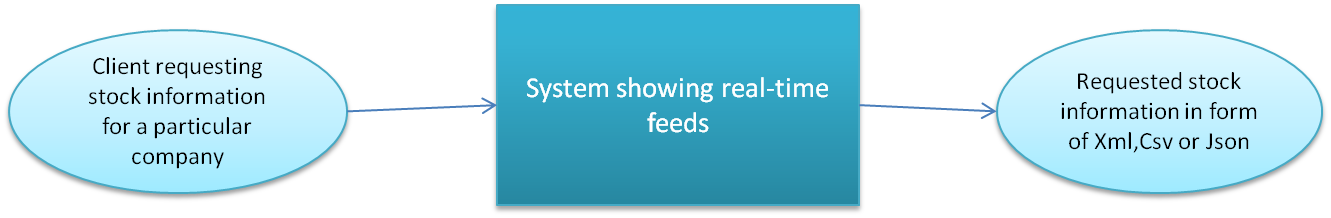 Client requesting
stock information
for a particular
company
System showing real-time
feeds
Requested stock
information in form
of Xml,Csv or Json